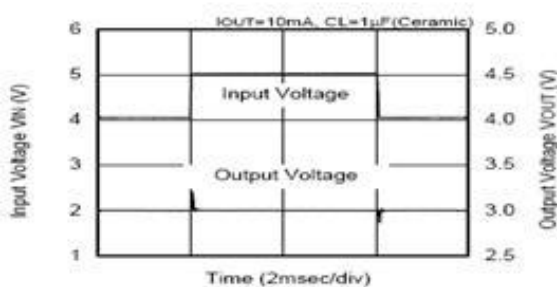 IOUT=10mA, CL=1µF(Ceramic)
Input Voltage VIN (V)
6
5
4
3
2
1
Input Voltage
Output Voltage
5.0
4.5
4.0
3.5
3.0
2.5
Output Voltage VOUT (V)
Time (2msec/div)